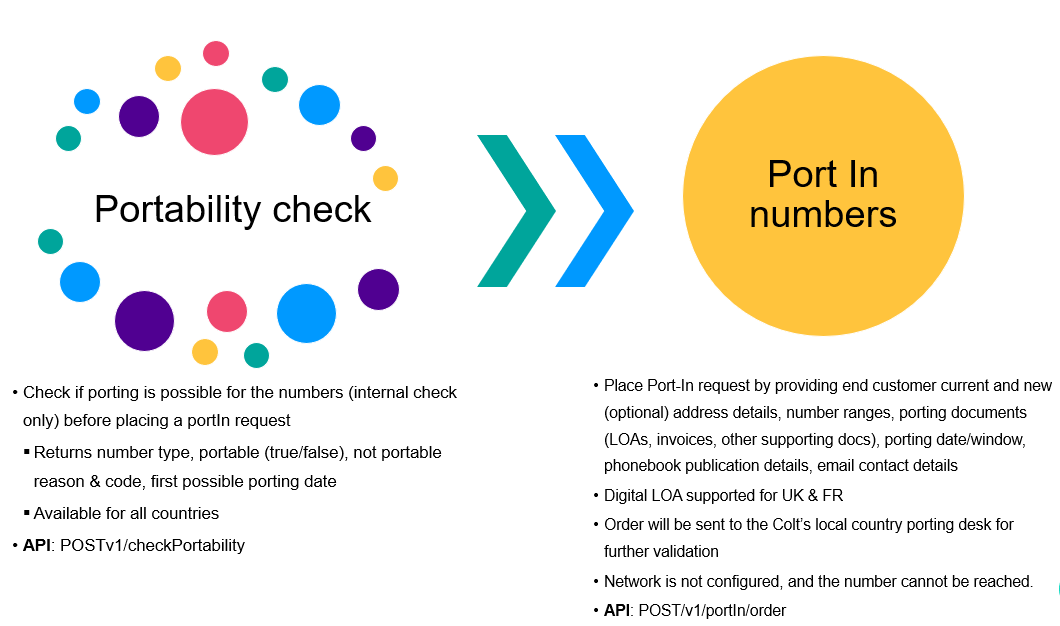 Portability check
• Check if porting is possible for the numbers (internal check
only) before placing a portIn request
▪ Returns number type, portable (true/false), not portable
reason & code, first possible porting date
▪ Available for all countries
• API: POSTv1/checkPortability
Port In
numbers
• Place Port-In request by providing end customer current and new
(optional) address details, number ranges, porting documents
(LOAs, invoices, other supporting docs), porting date/window,
phonebook publication details, email contact details
• Digital LOA supported for UK & FR
• Order will be sent to the Colt’s local country porting desk for
further validation
• Network is not configured, and the number cannot be reached.
• API: POST/v1/portIn/order